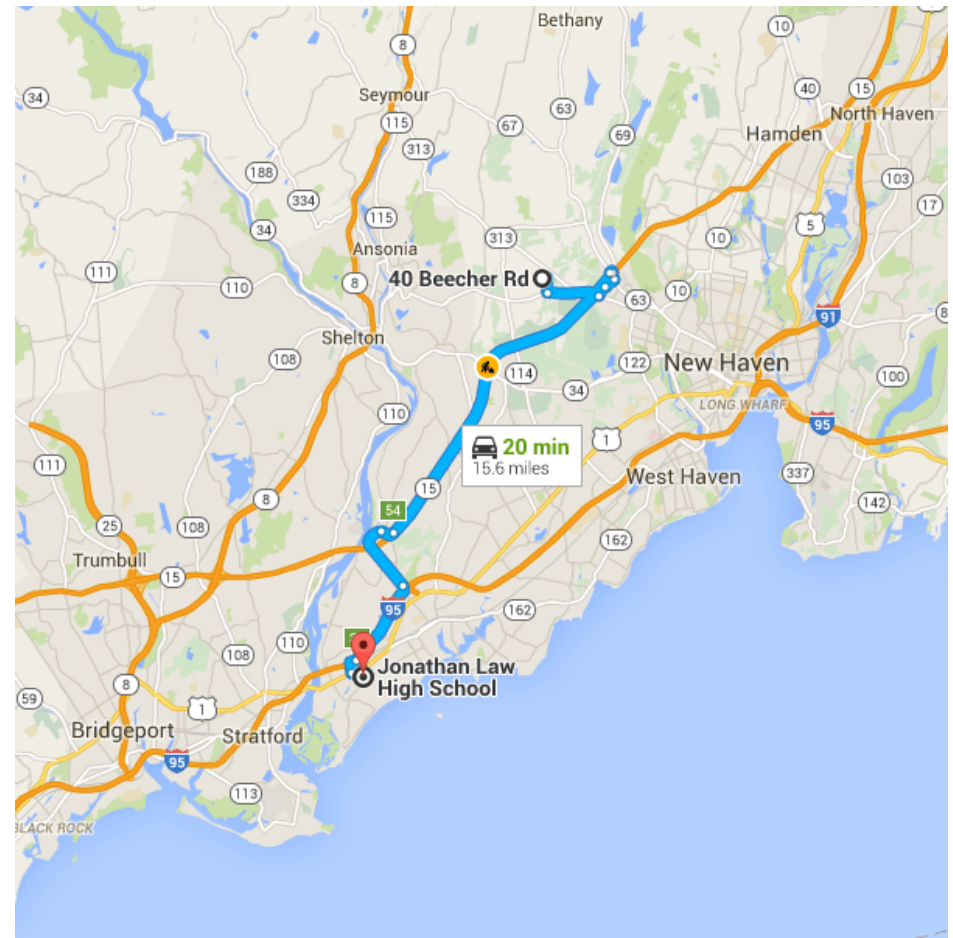 Bethany
10
8
34
Seymour
115
63
40
15
North Haven
67
69
Hamden
313
188
103
334
17
115
34
313
10
5
Ansonia
111
40 Beecher Rd
8
110
63
10
91
8
Shelton
108
114
122
New Haven
100
34
LONG WHARF
110
95
1
20 min
15.6 miles
111
337
West Haven
15
8
142
54
25
108
162
Trumbull
15
95
162
110
108
Jonathan Law
High School
8
59
1
Bridgeport
Stratford
95
113
BLACK ROCK